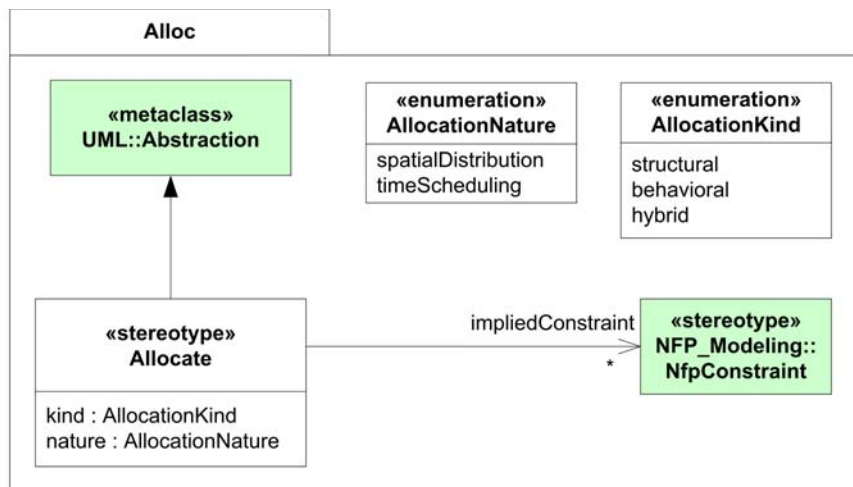 Alloc
«metaclass»
UML::Abstraction
«enumeration»
AllocationNature
spatialDistribution
timeScheduling
«enumeration»
AllocationKind
structural
behavioral
hybrid
«stereotype»
Allocate
kind : AllocationKind
nature : AllocationNature
impliedConstraint
*
«stereotype»
NFP_Modeling::
NfpConstraint